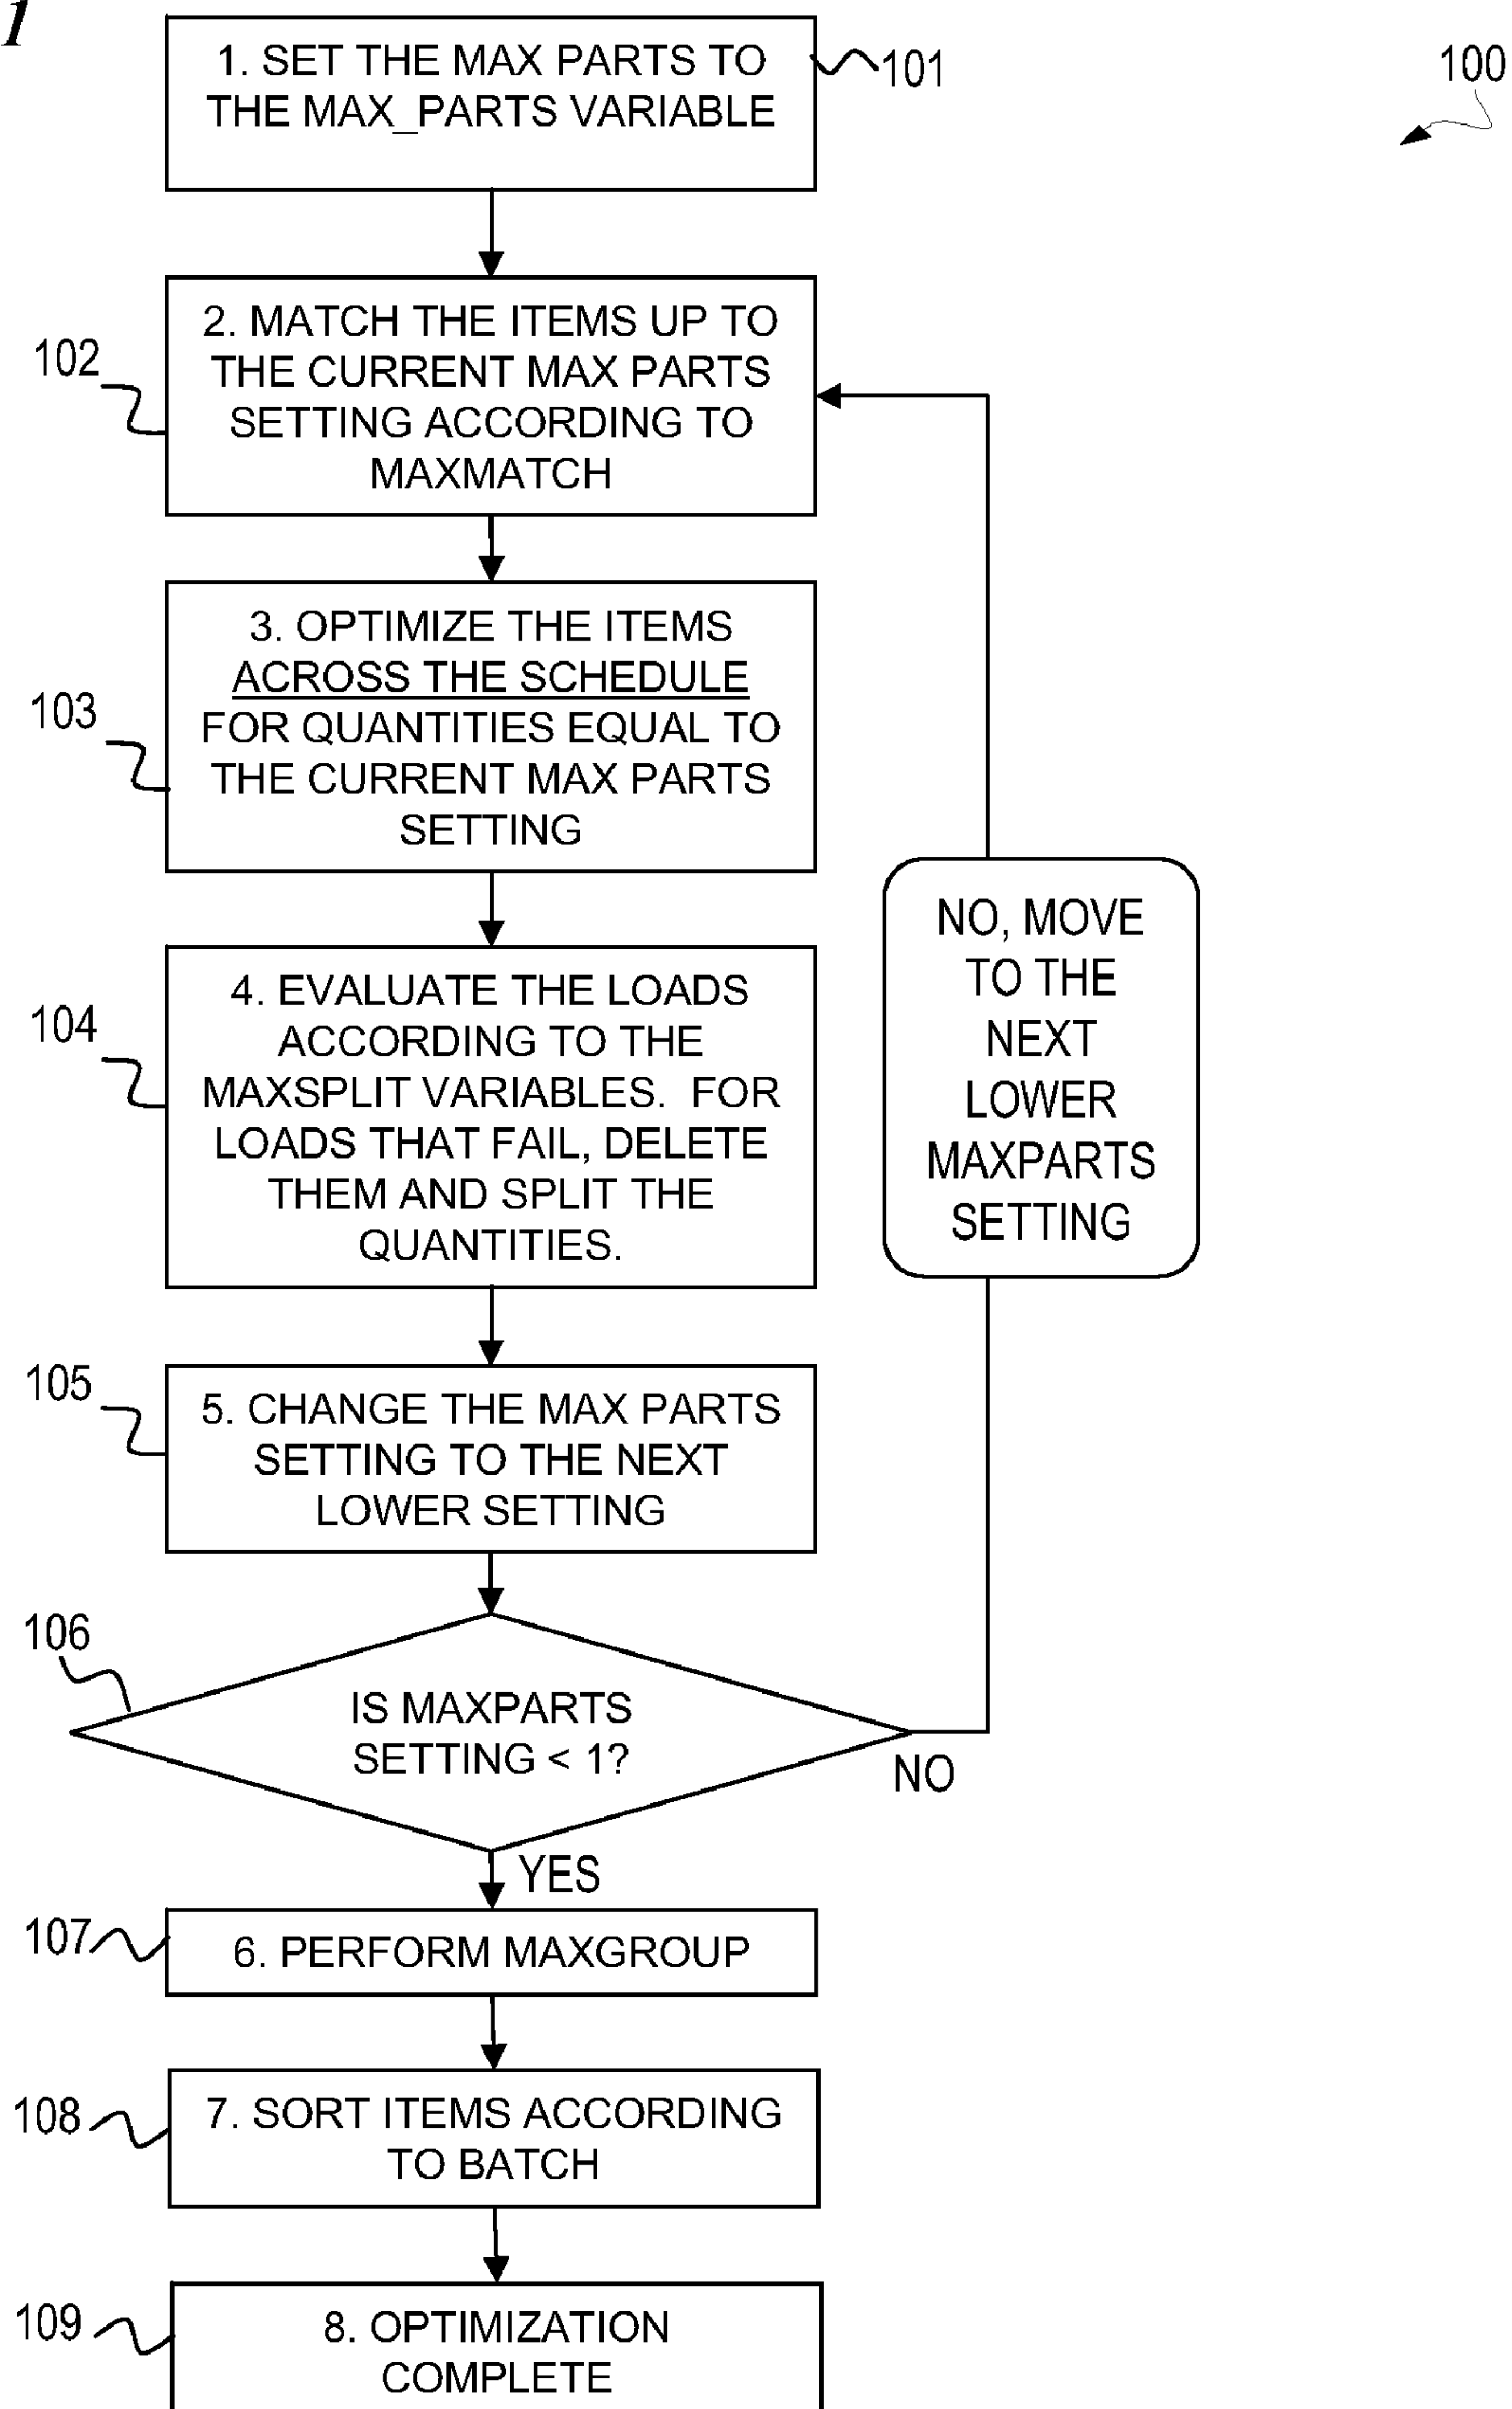 1
100
1. SET THE MAX PARTS TO
THE MAX_PARTS VARIABLE
101
2. MATCH THE ITEMS UP TO
THE CURRENT MAX PARTS
SETTING ACCORDING TO
MAXMATCH
102
3. OPTIMIZE THE ITEMS
ACROSS THE SCHEDULE
FOR QUANTITIES EQUAL TO
THE CURRENT MAX PARTS
SETTING
103
4. EVALUATE THE LOADS
ACCORDING TO THE
MAXSPLIT VARIABLES. FOR
LOADS THAT FAIL, DELETE
THEM AND SPLIT THE
QUANTITIES.
104
NO, MOVE
TO THE
NEXT
LOWER
MAXPARTS
SETTING
5. CHANGE THE MAX PARTS
SETTING TO THE NEXT
LOWER SETTING
105
106
IS MAXPARTS
SETTING < 1?
NO
YES
107
6. PERFORM MAXGROUP
108
7. SORT ITEMS ACCORDING
TO BATCH
109
8. OPTIMIZATION
COMPLETE